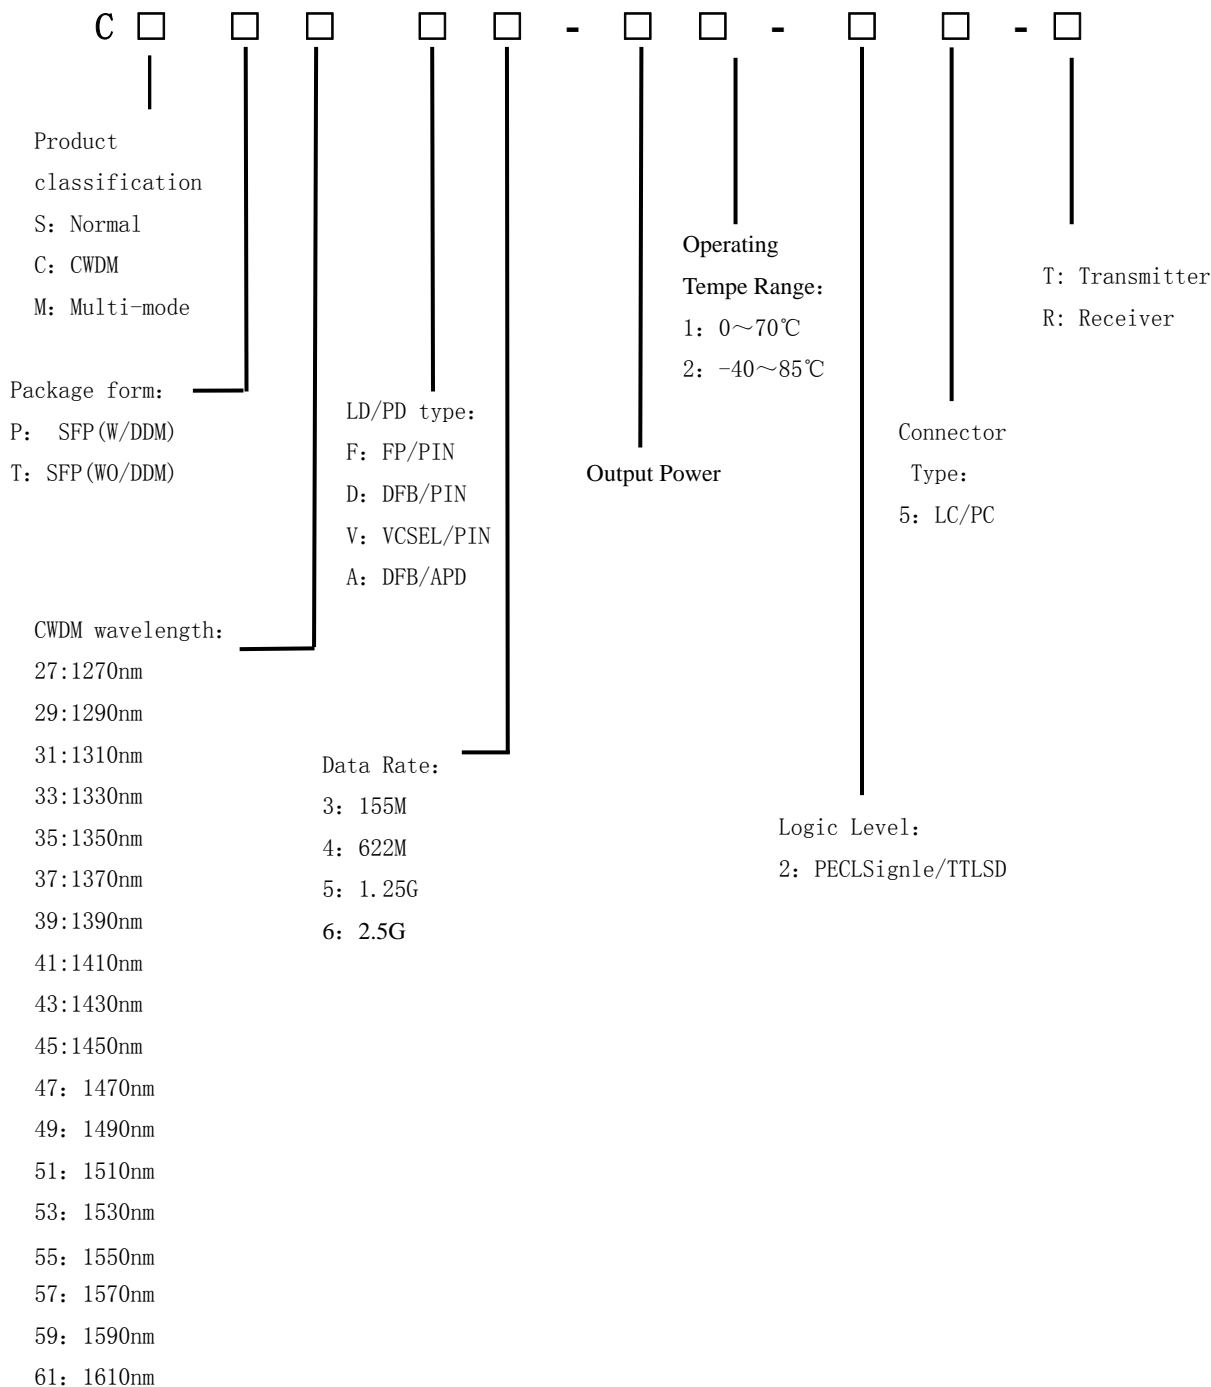 C □ □ □ □ □ - □ □ - □ □ - □
Product
classification
S：Normal
C：CWDM
M：Multi-mode
Package form：
P： SFP(W/DDM)
T：SFP(WO/DDM)
CWDM wavelength：
27:1270nm
29:1290nm
31:1310nm
33:1330nm
35:1350nm
37:1370nm
39:1390nm
41:1410nm
43:1430nm
45:1450nm
47：1470nm
49：1490nm
51：1510nm
53：1530nm
55：1550nm
57：1570nm
59：1590nm
61：1610nm
LD/PD type：
F：FP/PIN
D：DFB/PIN
V：VCSEL/PIN
A：DFB/APD
Data Rate：
3：155M
4：622M
5：1.25G
6：2.5G
Output Power
Operating
Tempe Range：
1：0～70℃
2：-40～85℃
Logic Level：
2：PECLSignle/TTLSD
Connector
Type：
5：LC/PC
T: Transmitter
R: Receiver